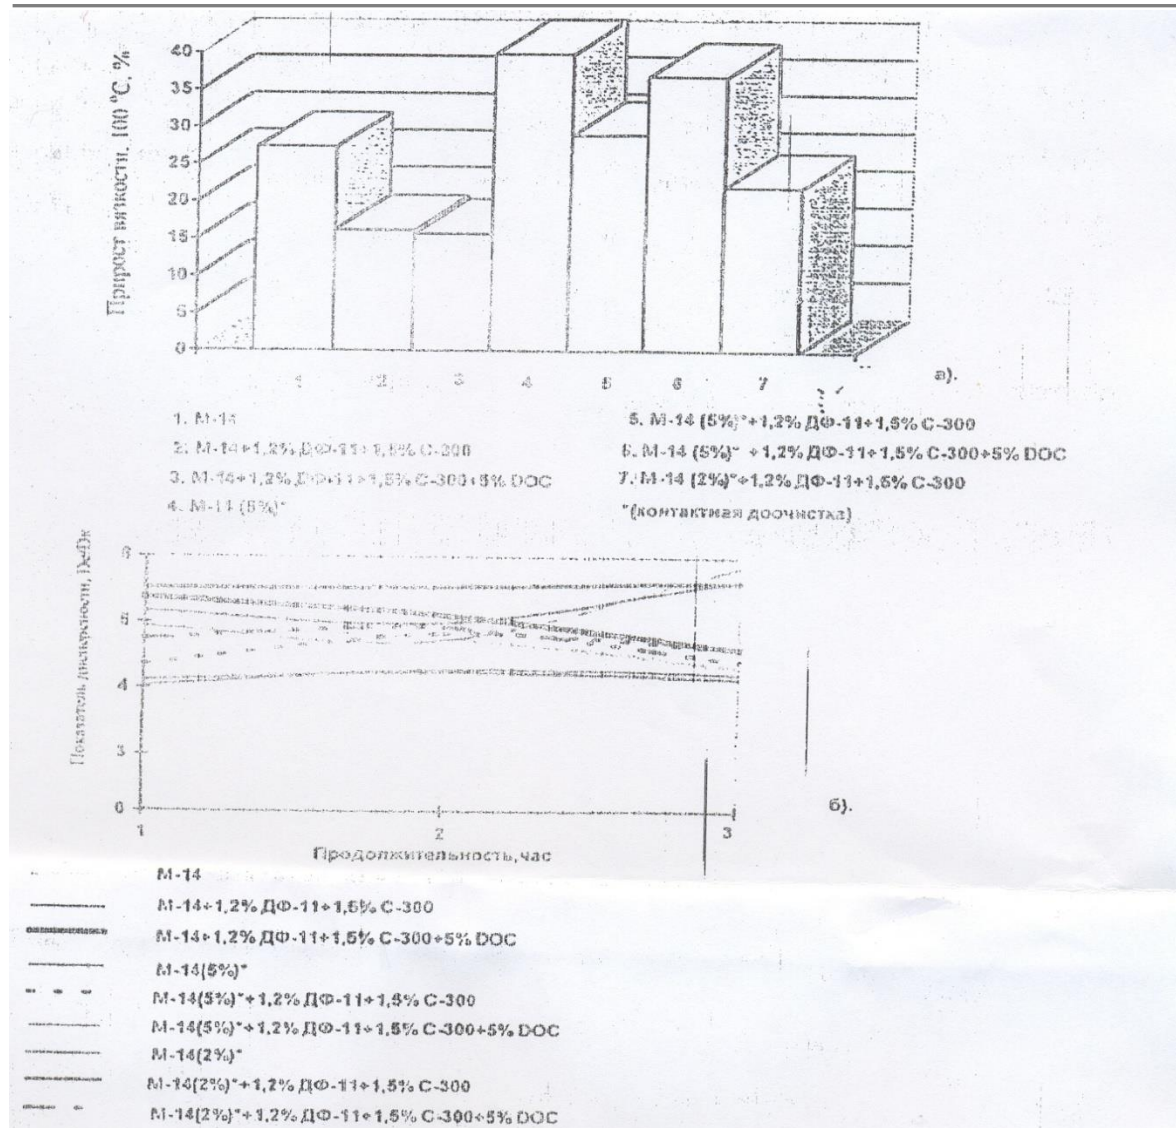 Прирост вязкости, 100 °С, %
40
35
30
25
20
15
10
5
0
1 2 3 4 5 6 7
а).
1. М-14
2. М-14+1,2% ДФ-11+1,5% С-300
3. М-14+1,2% ДФ-11+1,5% С-300+5% DOC
4. М-14 (5%)*
5. М-14 (5%)*+1,2% ДФ-11+1,5% С-300
6. М-14 (5%)* +1,2% ДФ-11+1,5% С-300+5% DOC
7. М-14 (2%)*+1,2% ДФ-11+1,5% С-300
*(контактная доочистка)
Показатель дисперсности, Dс/Dк
4
0
1 2 3
б).
Продолжительность,час
М-14
М-14+1,2% ДФ-11+1,5% С-300
М-14+1,2% ДФ-11+1,5% С-300+5% DOC
М-14(5%)*
М-14(5%)*+1,2% ДФ-11+1,5% С-300
М-14(5%)*+1,2% ДФ-11+1,5% С-300+5% DOC
М-14(2%)*
М-14(2%)*+1,2% ДФ-11+1,5% С-300
М-14(2%)*+1,2% ДФ-11+1,5% С-300+5% DOC